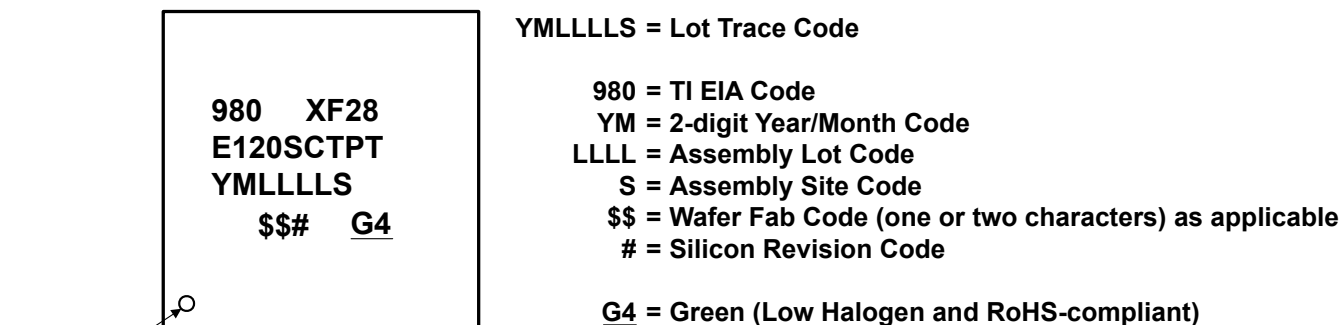 980 XF28
E120SCTPT
YMLLLLS
$$# G4
YMLLLLS = Lot Trace Code
980 = TI EIA Code
YM = 2-digit Year/Month Code
LLLL = Assembly Lot Code
S = Assembly Site Code
$$ = Wafer Fab Code (one or two characters) as applicable
# = Silicon Revision Code
G4 = Green (Low Halogen and RoHS-compliant)